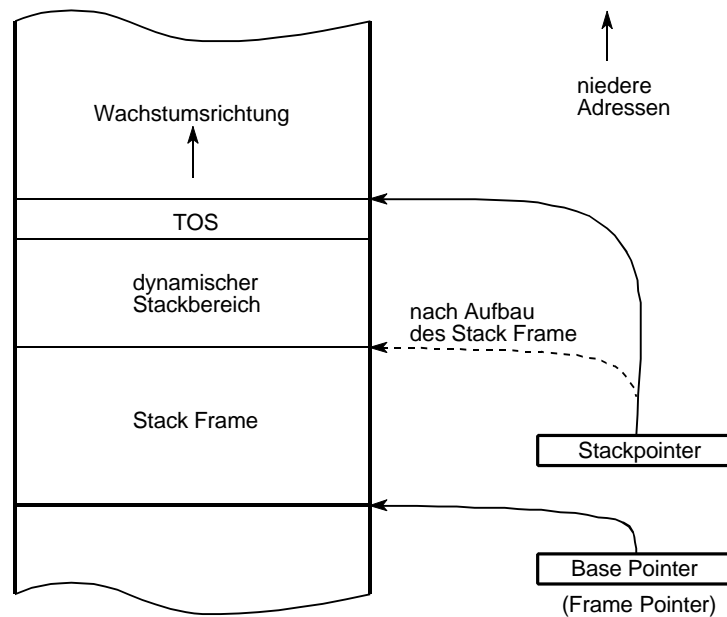 niedere
Adressen
Wachstumsrichtung
TOS
dynamischer
Stackbereich
nach Aufbau
des Stack Frame
Stack Frame
Stackpointer
Base Pointer
(Frame Pointer)